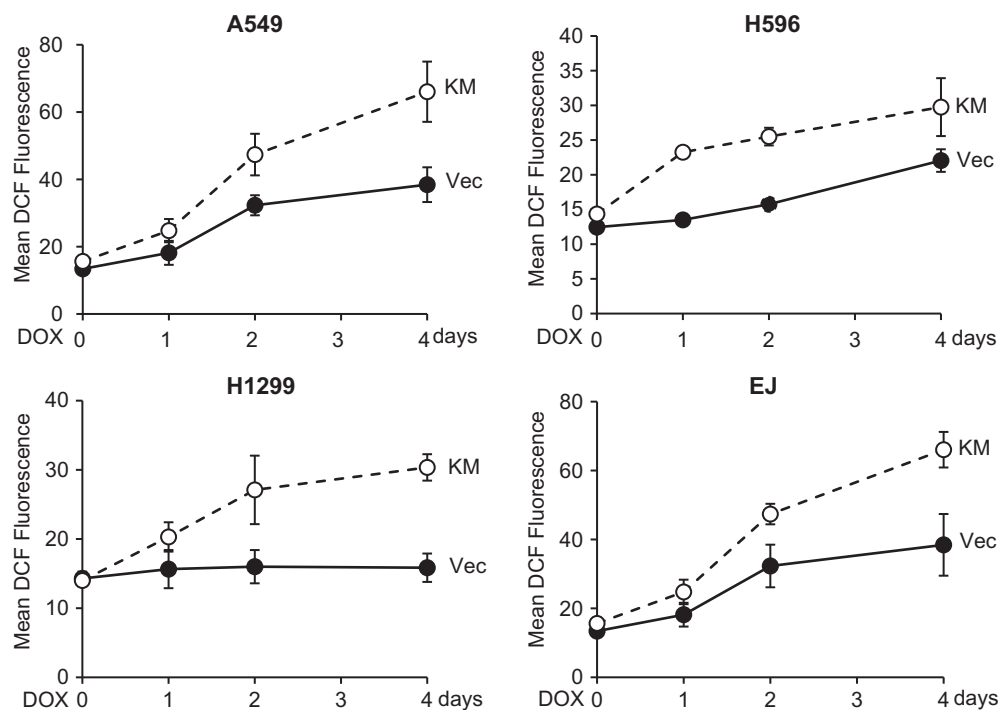 A549
Mean DCF Fluorescence
80
60
40
20
0
KM
Vec
DOX 0 1 2 3 4 days
H596
Mean DCF Fluorescence
40
35
30
25
20
15
10
5
0
KM
Vec
DOX 0 1 2 3 4 days
H1299
Mean DCF Fluorescence
40
30
20
10
0
KM
Vec
DOX 0 1 2 3 4 days
EJ
Mean DCF Fluorescence
80
60
40
20
0
KM
Vec
DOX 0 1 2 3 4 days